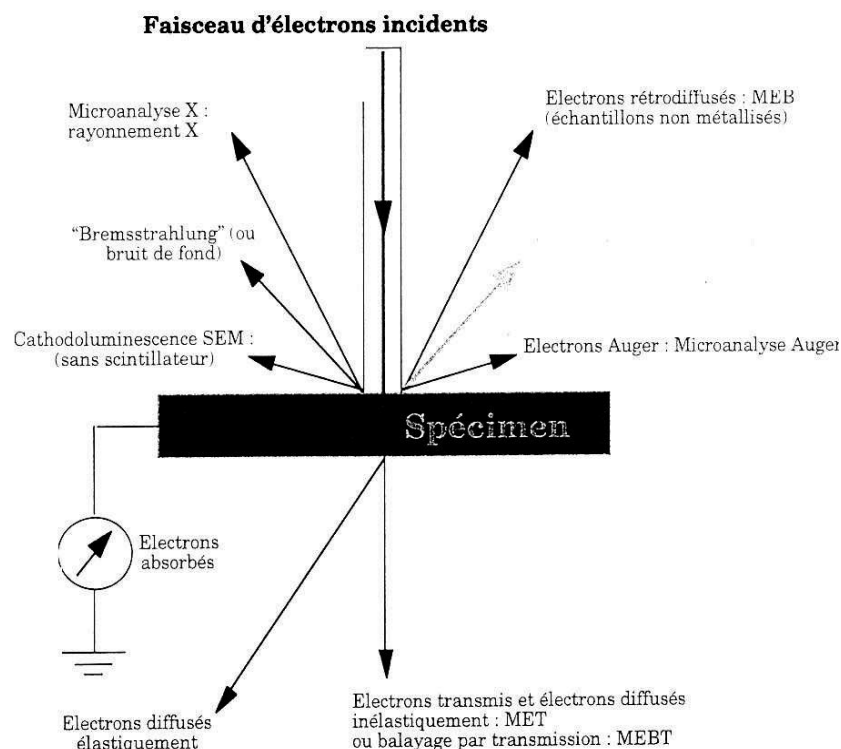 Faisceau d'électrons incidents
Microanalyse X :
rayonnement X
Electrons rétrodiffusés : MEB
(échantillons non métallisés)
"Bremsstrahlung" (ou
bruit de fond)
Cathodoluminescence SEM :
(sans scintillateur)
Electrons Auger : Microanalyse Auger
Spécimen
Electrons
absorbés
Electrons diffusés
élastiquement
Electrons transmis et électrons diffusés
inélastiquement : MET
ou balayage par transmission : MEBT